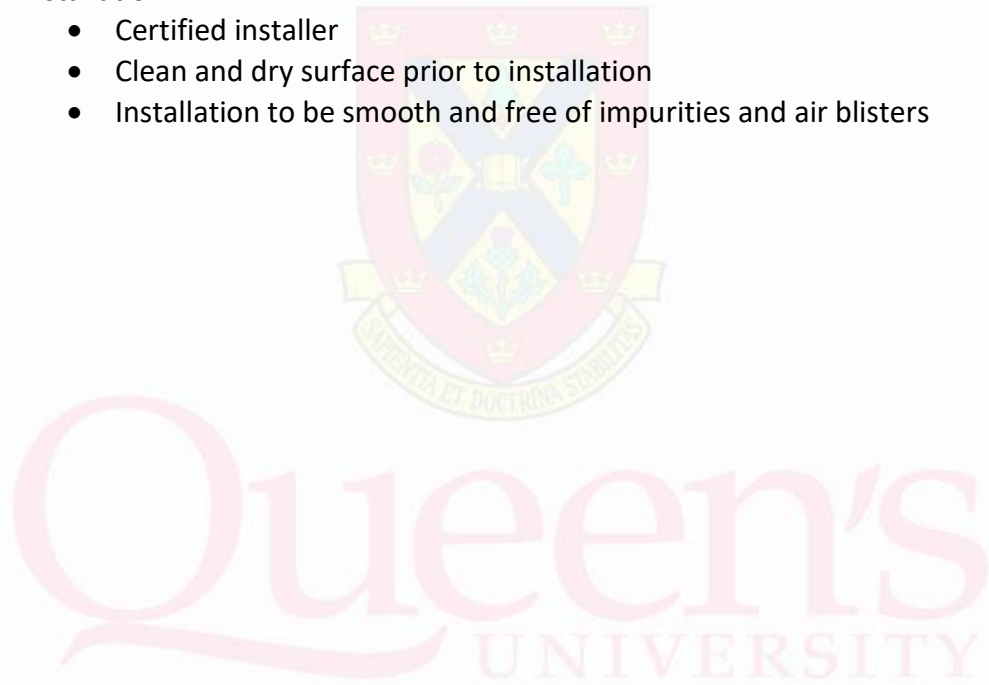 • Certified installer
• Clean and dry surface prior to installation
• Installation to be smooth and free of impurities and air blisters
SAPIENTIA ET DOCTRINA STABILITAS
Queen's
UNIVERSITY